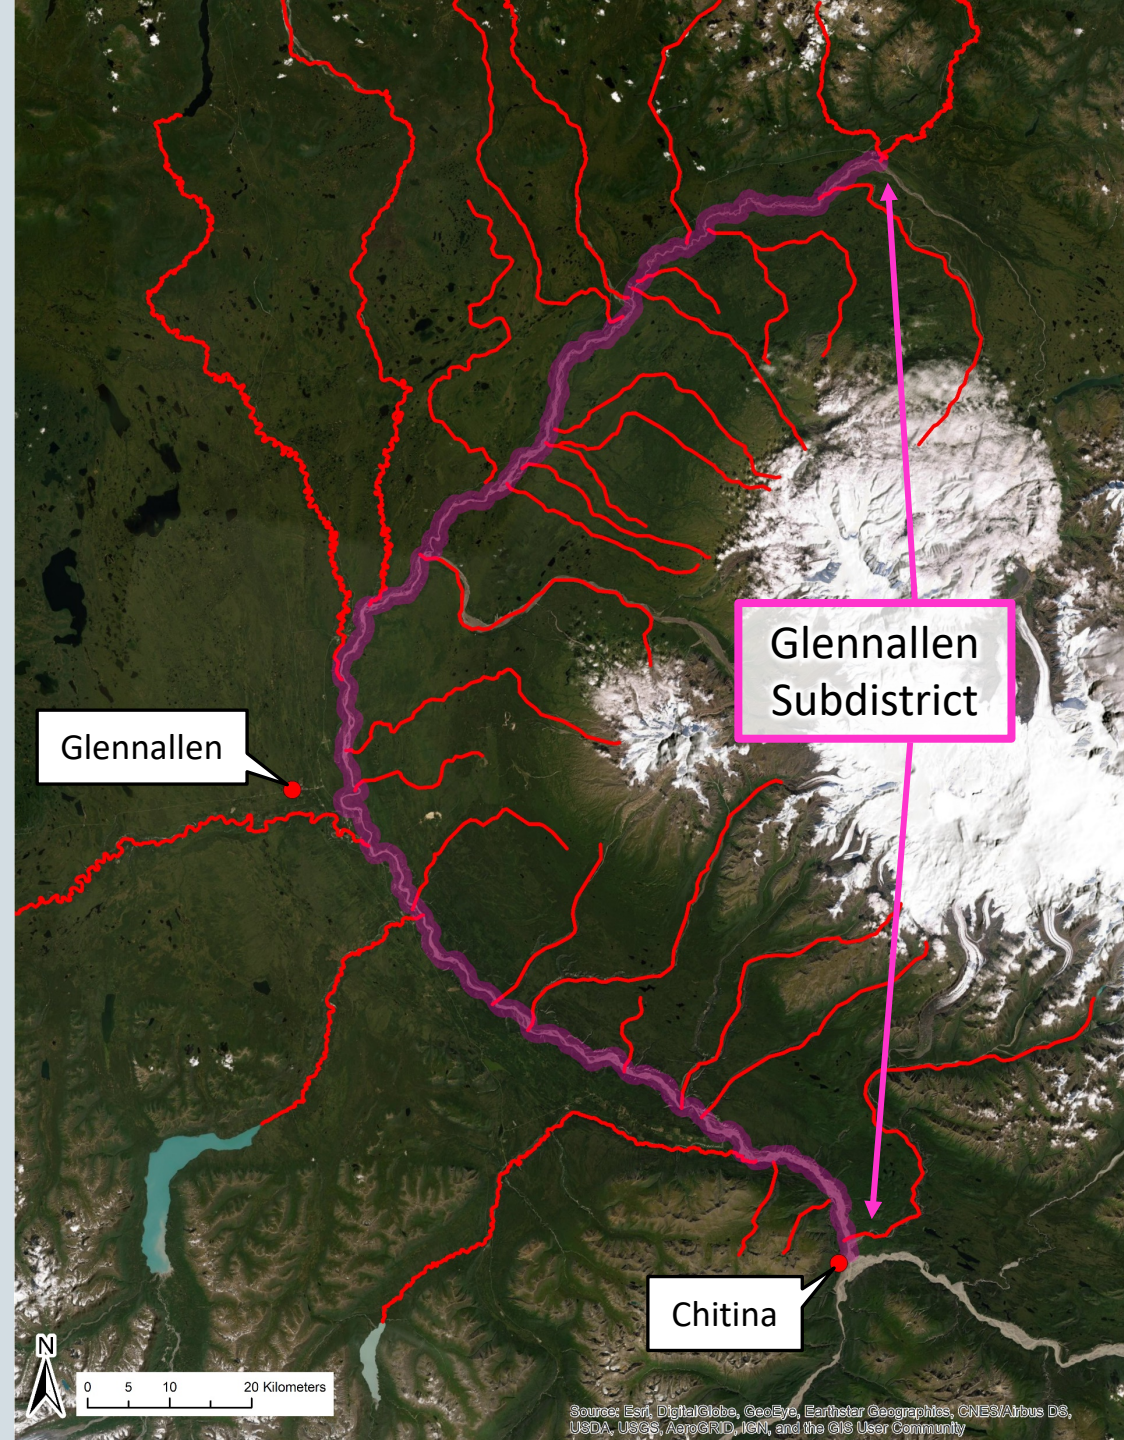 Glennallen
Subdistrict
Glennallen
Chitina
N
0 5 10 20 Kilometers
Source: Esri, DigitalGlobe, GeoEye, Earthstar Geographics, CNES/Airbus DS,
USDA, USGS, AeroGRID, IGN, and the GIS User Community